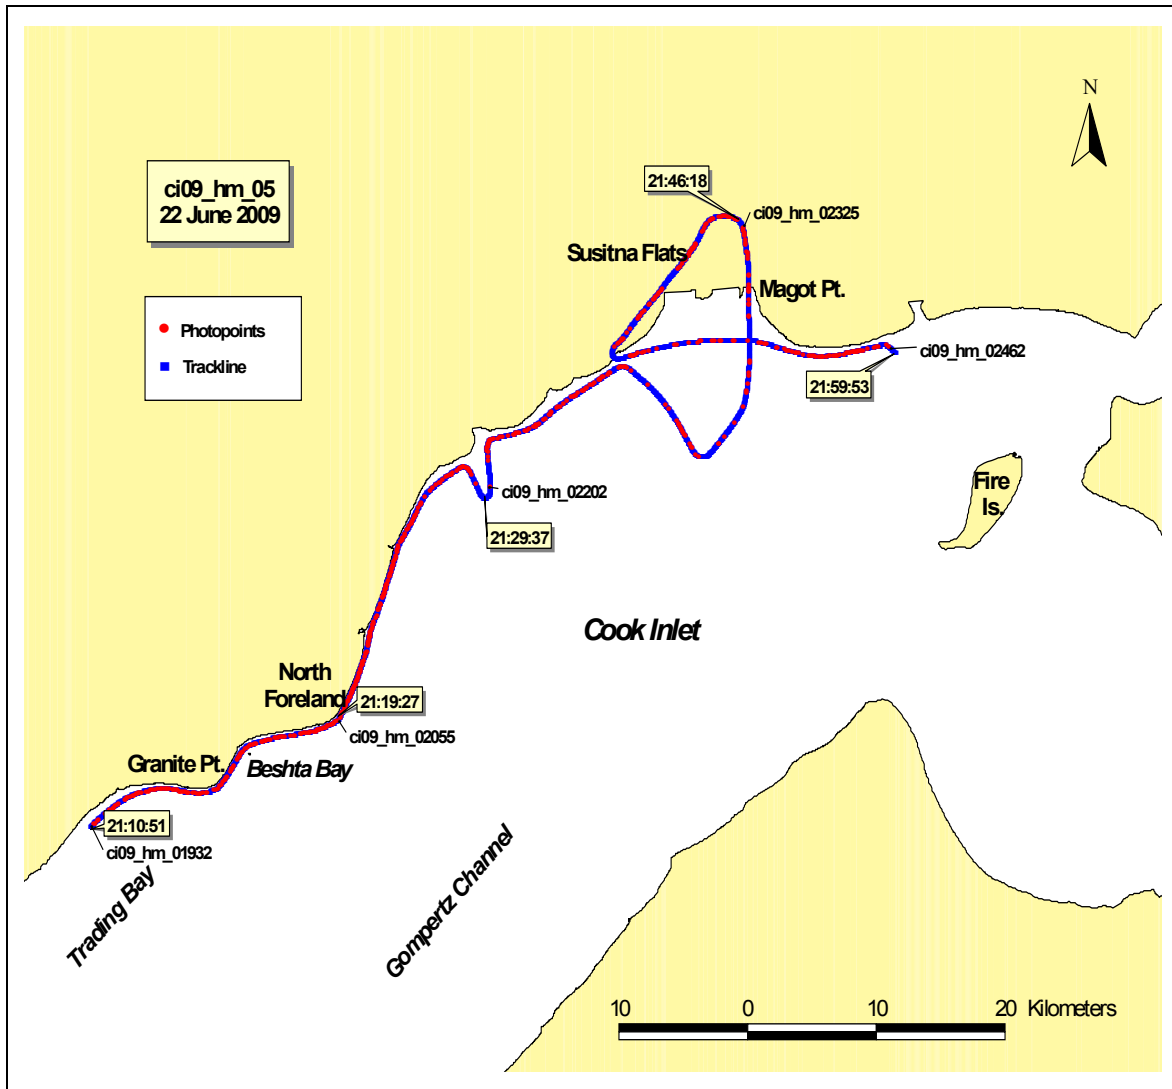 N
ci09_hm_05
22 June 2009
21:46:18
ci09_hm_02325
Susitna Flats
Magot Pt.
Photopoints
Trackline
ci09_hm_02462
21:59:53
ci09_hm_02202
Fire
Is.
21:29:37
Cook Inlet
North
Foreland
21:19:27
ci09_hm_02055
Granite Pt.
Beshta Bay
21:10:51
ci09_hm_01932
Trading Bay
Gompertz Channel
10 0 10 20 Kilometers